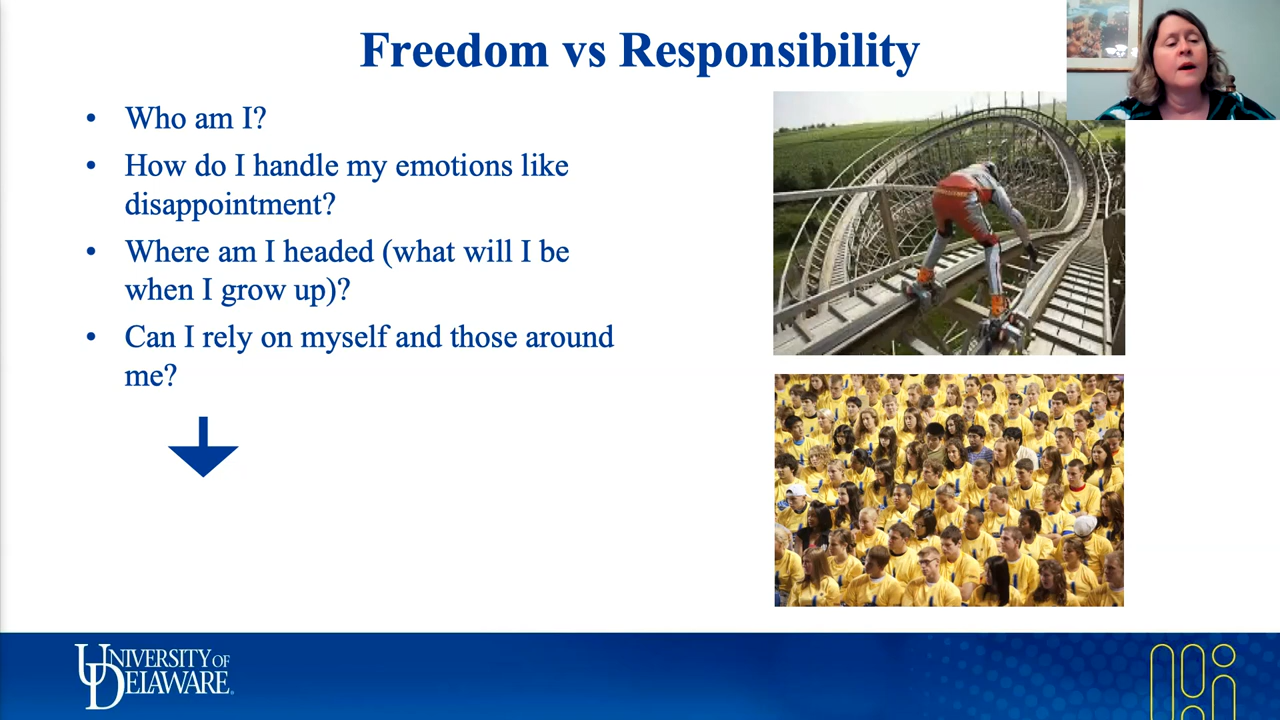 Freedom vs Responsibility
• Who am I?
• How do I handle my emotions like
disappointment?
• Where am I headed (what will I be
when I grow up)?
• Can I rely on myself and those around
me?
UNIVERSITY OF
DELAWARE